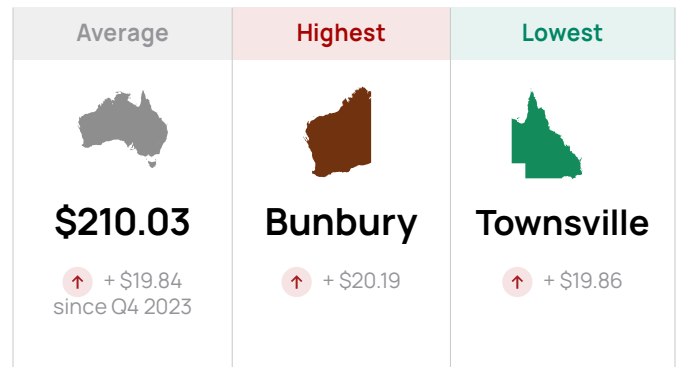 Average
Highest
Lowest
$210.03
Bunbury
Townsville
+ $19.84
since Q4 2023
+ $20.19
+ $19.86